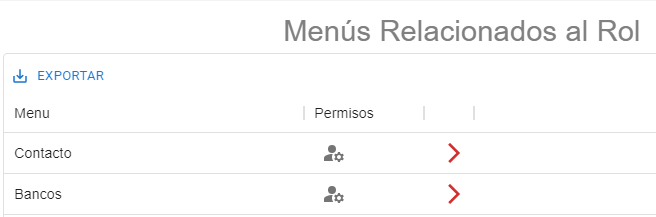 Menús Relacionados al Rol
EXPORTAR
Menu Permisos
Contacto
Bancos